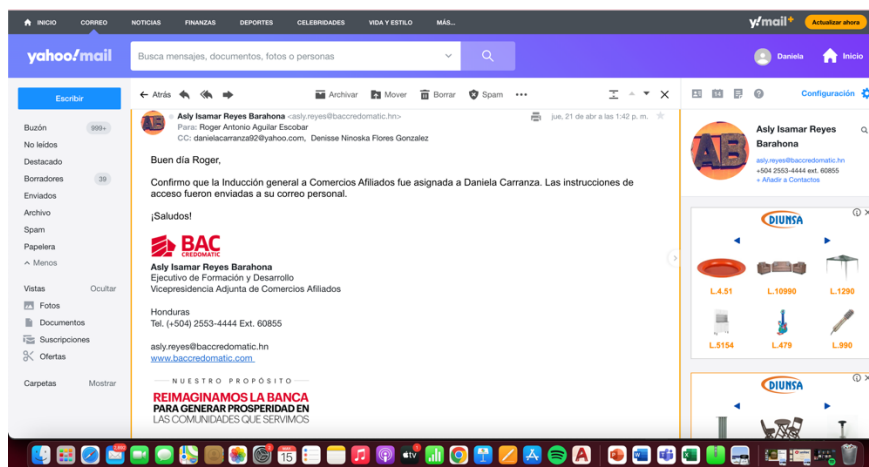 INICIO CORREO NOTICIAS FINANZAS DEPORTES CELEBRIDADES VIDA Y ESTILO MÁS... y!mail+ Actualizar ahora
yahoo!mail Busca mensajes, documentos, fotos o personas Daniela Inicio
Escribir
Buzón 999+
No leídos
Destacado
Borradores 39
Enviados
Archivo
Spam
Papelera
Menos
Vistas Ocultar
Fotos
Documentos
Suscripciones
Ofertas
Carpetas Mostrar
Atrás Archivar Mover Borrar Spam
Asly Isamar Reyes Barahona <asly.reyes@baccredomatic.hn> jue, 21 de abr a las 1:42 p. m.
Para: Roger Antonio Aguilar Escobar
CC: danielacarranza92@yahoo.com, Denisse Ninoska Flores Gonzalez
Buen día Roger,
Confirmo que la Inducción general a Comercios Afiliados fue asignada a Daniela Carranza. Las instrucciones de
acceso fueron enviadas a su correo personal.
¡Saludos!
BAC
CREDOMATIC
Asly Isamar Reyes Barahona
Ejecutivo de Formación y Desarrollo
Vicepresidencia Adjunta de Comercios Afiliados
Honduras
Tel. (+504) 2553-4444 Ext. 60855
asly.reyes@baccredomatic.hn
www.baccredomatic.com
NUESTRO PROPÓSITO
REIMAGINAMOS LA BANCA
PARA GENERAR PROSPERIDAD EN
LAS COMUNIDADES QUE SERVIMOS
Configuración
AB
Asly Isamar Reyes
Barahona
asly.reyes@baccredomatic.hn
+504 2553-4444 ext. 60855
+ Añadir a Contactos
DIUNSA
L.4.51 L.10990 L.1290
L.5154 L.479 L.990
DIUNSA
15
tv